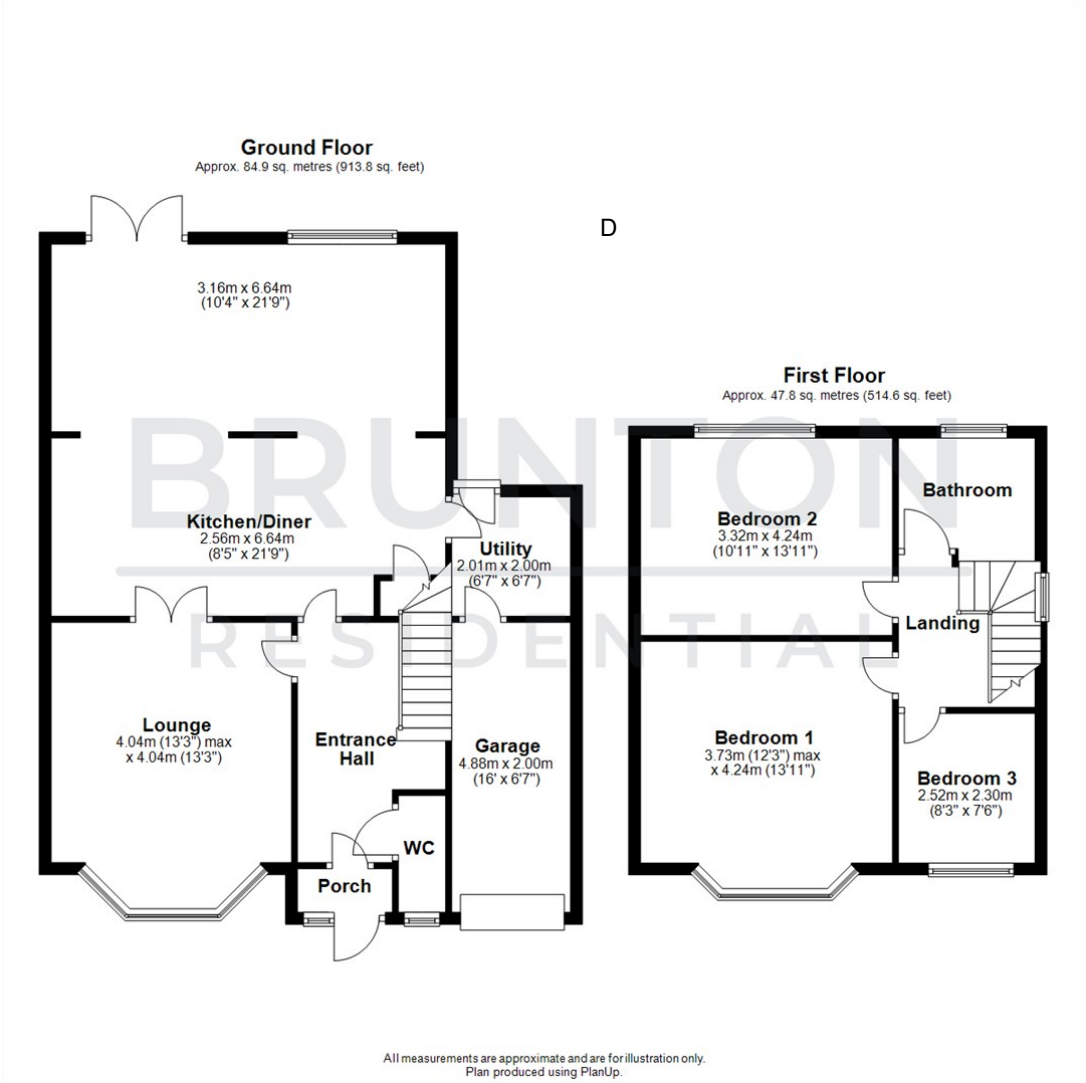 Ground Floor
Approx. 84.9 sq. metres (913.8 sq. feet)
D
3.16m x 6.64m
(10'4" x 21'9")
First Floor
Approx. 47.8 sq. metres (514.6 sq. feet)
BRUNTON
RESIDENTIAL
Kitchen/Diner
2.56m x 6.64m
(8'5" x 21'9")
Utility
2.01m x 2.00m
(6'7" x 6'7")
Bedroom 2
3.32m x 4.24m
(10'11" x 13'11")
Bathroom
Landing
Lounge
4.04m (13'3") max
x 4.04m (13'3")
Entrance
Hall
Garage
4.88m x 2.00m
(16' x 6'7")
Bedroom 1
3.73m (12'3") max
x 4.24m (13'11")
Bedroom 3
2.52m x 2.30m
(8'3" x 7'6")
WC
Porch
All measurements are approximate and are for illustration only.
Plan produced using PlanUp.